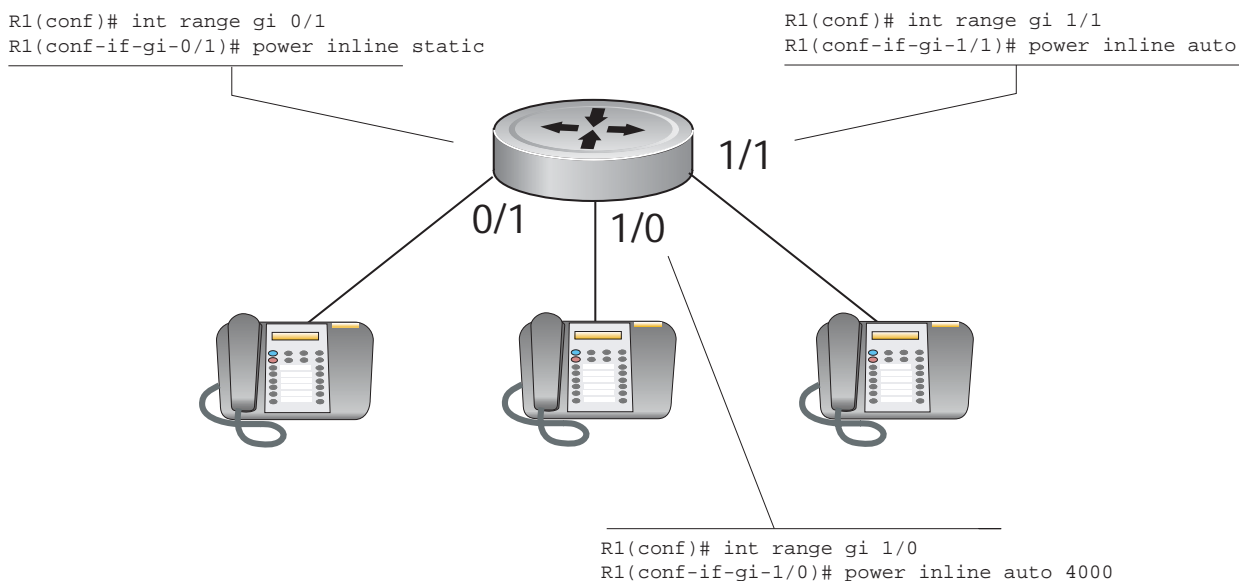 R1(conf)# int range gi 0/1
R1(conf-if-gi-0/1)# power inline static
R1(conf)# int range gi 1/1
R1(conf-if-gi-1/1)# power inline auto
1/1
0/1
1/0
R1(conf)# int range gi 1/0
R1(conf-if-gi-1/0)# power inline auto 4000